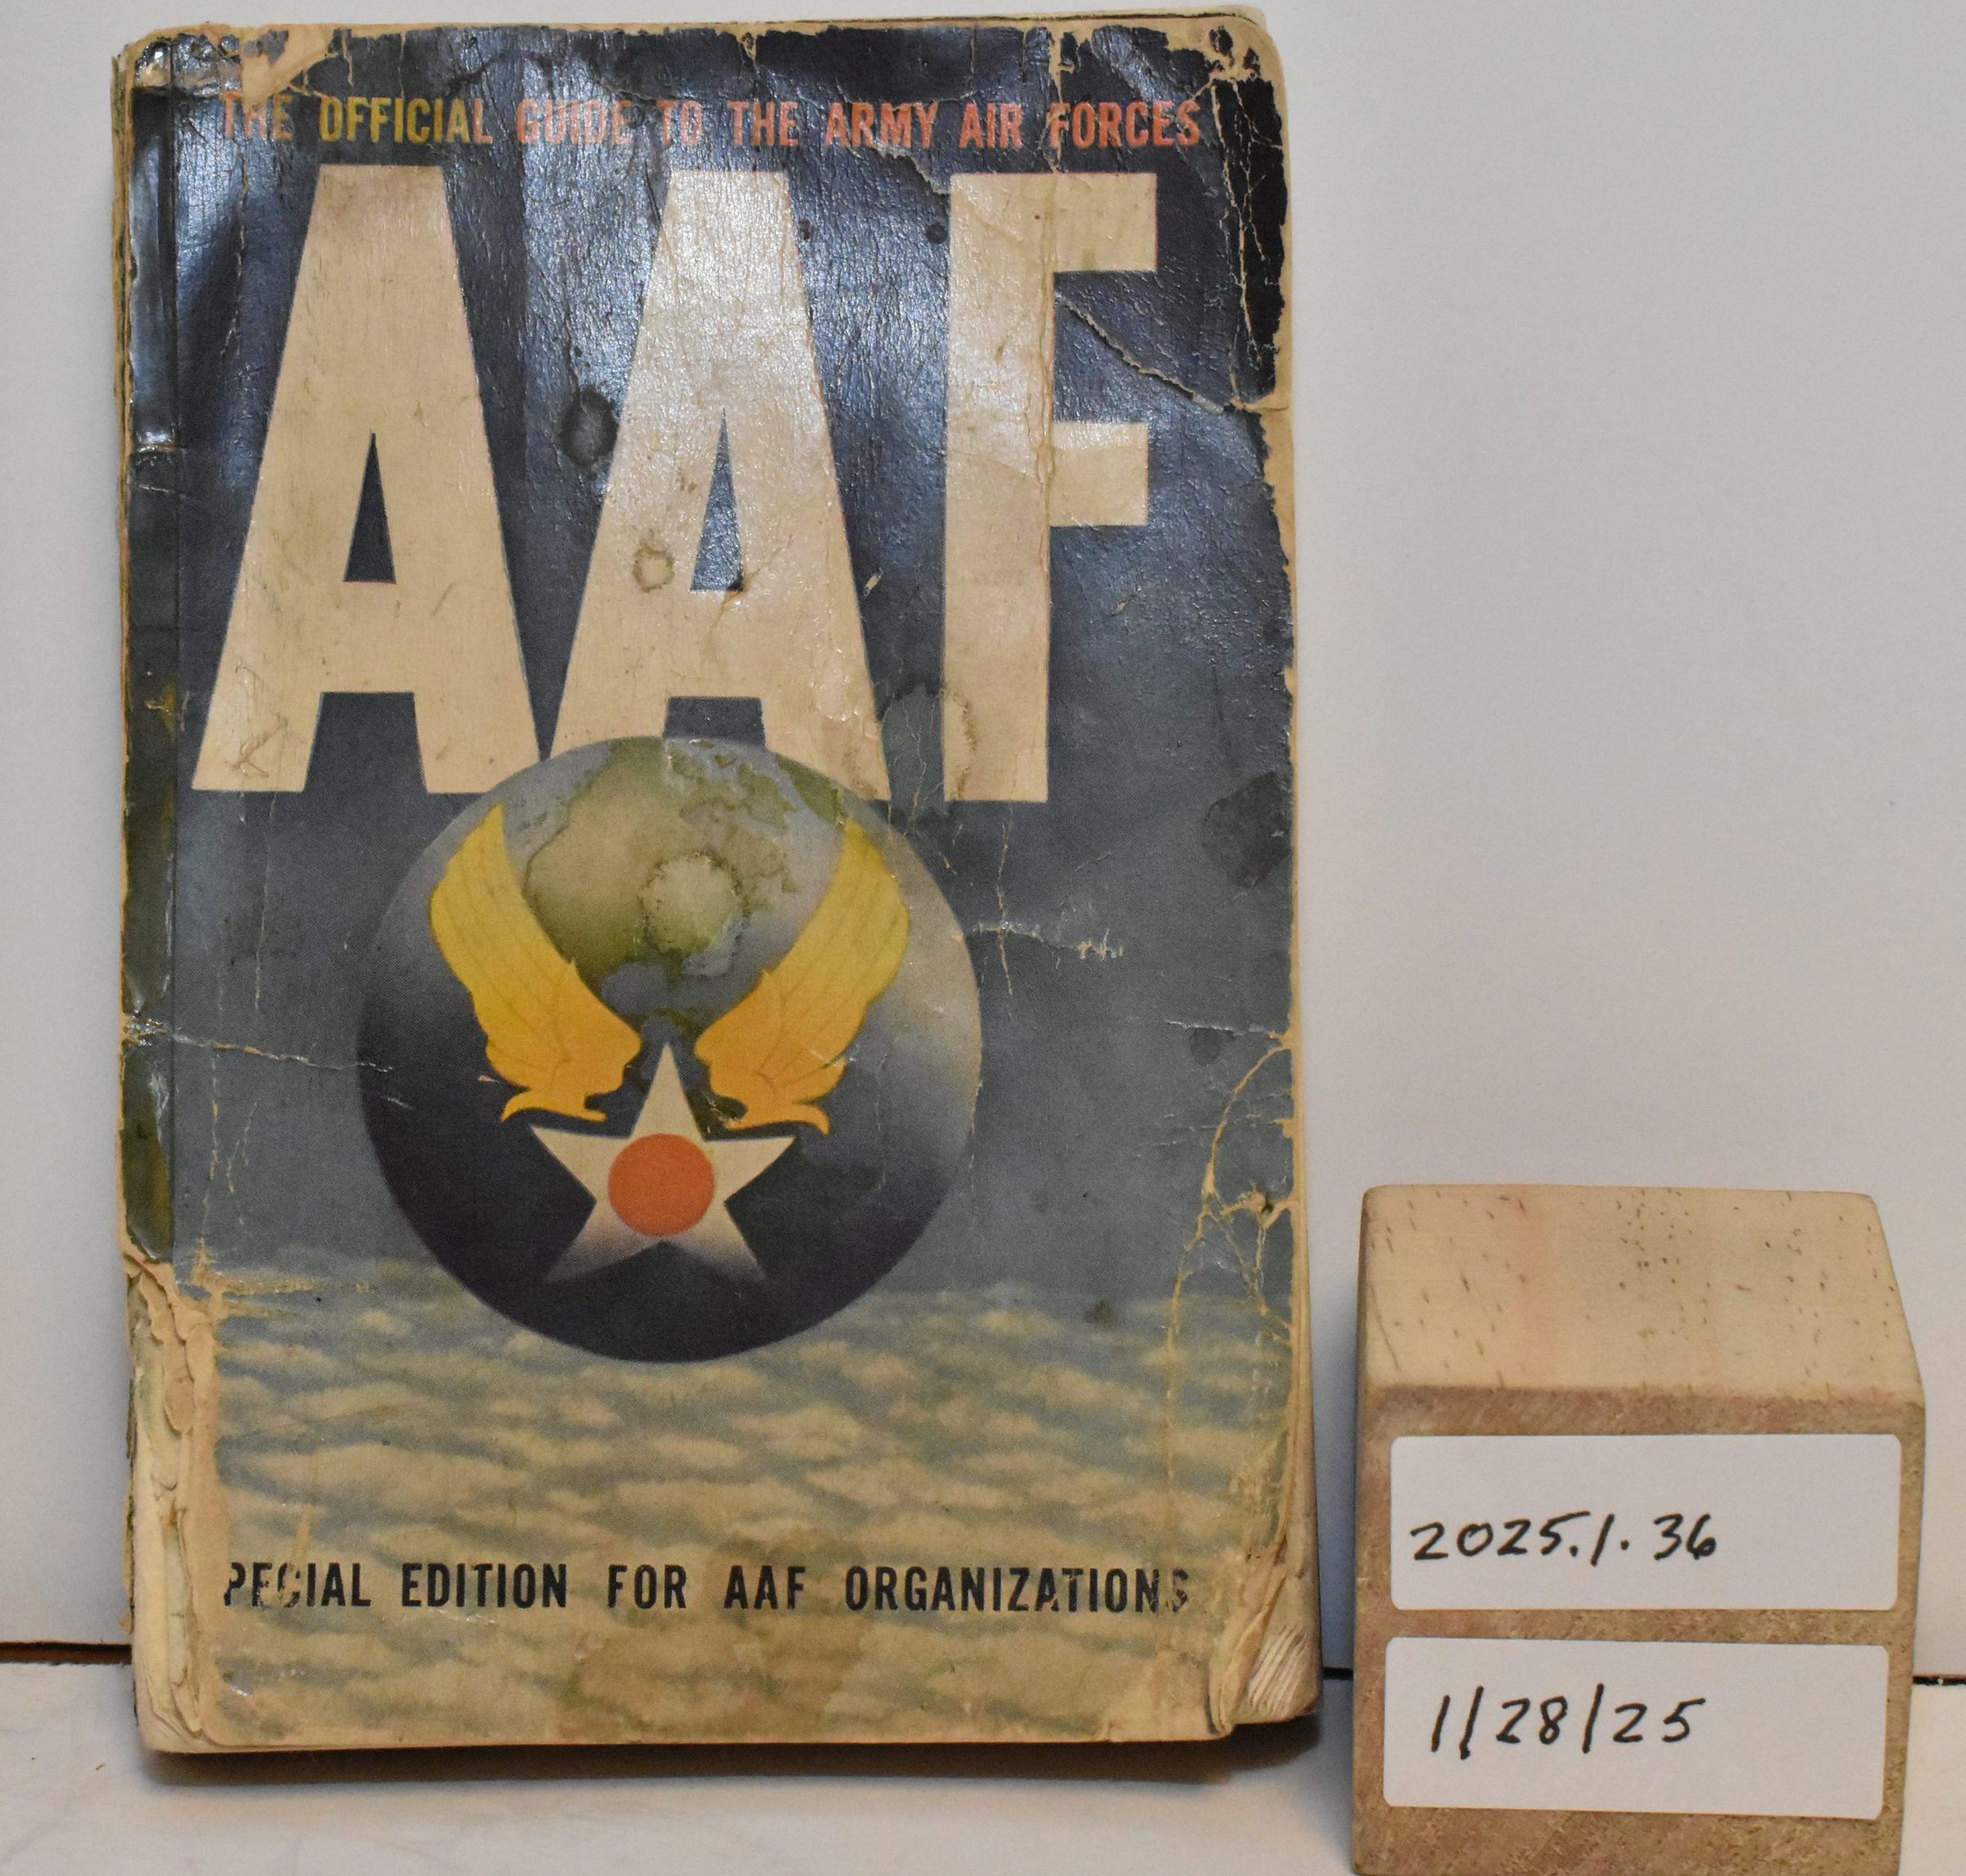 THE OFFICIAL GUIDE TO THE ARMY AIR FORCES
AAF
PECIAL EDITION FOR AAF ORGANIZATIONS
2025.1.36
1/28/25